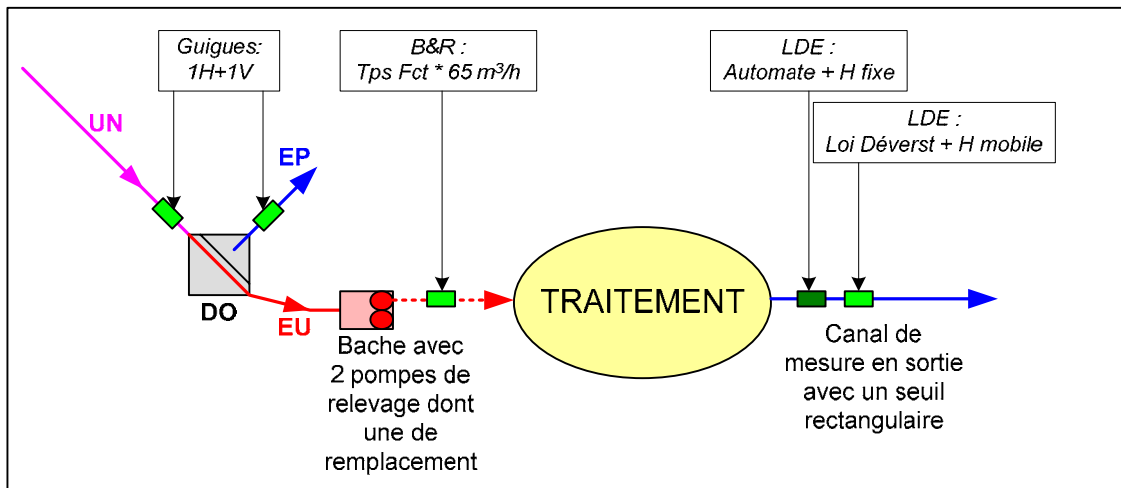 Guigues:
1H+1V
B&R :
Tps Fct * 65 m³/h
LDE :
Automate + H fixe
LDE :
Loi Déverst + H mobile
UN
EP
DO
EU
TRAITEMENT
Bache avec
2 pompes de
relevage dont
une de
remplacement
Canal de
mesure en sortie
avec un seuil
rectangulaire